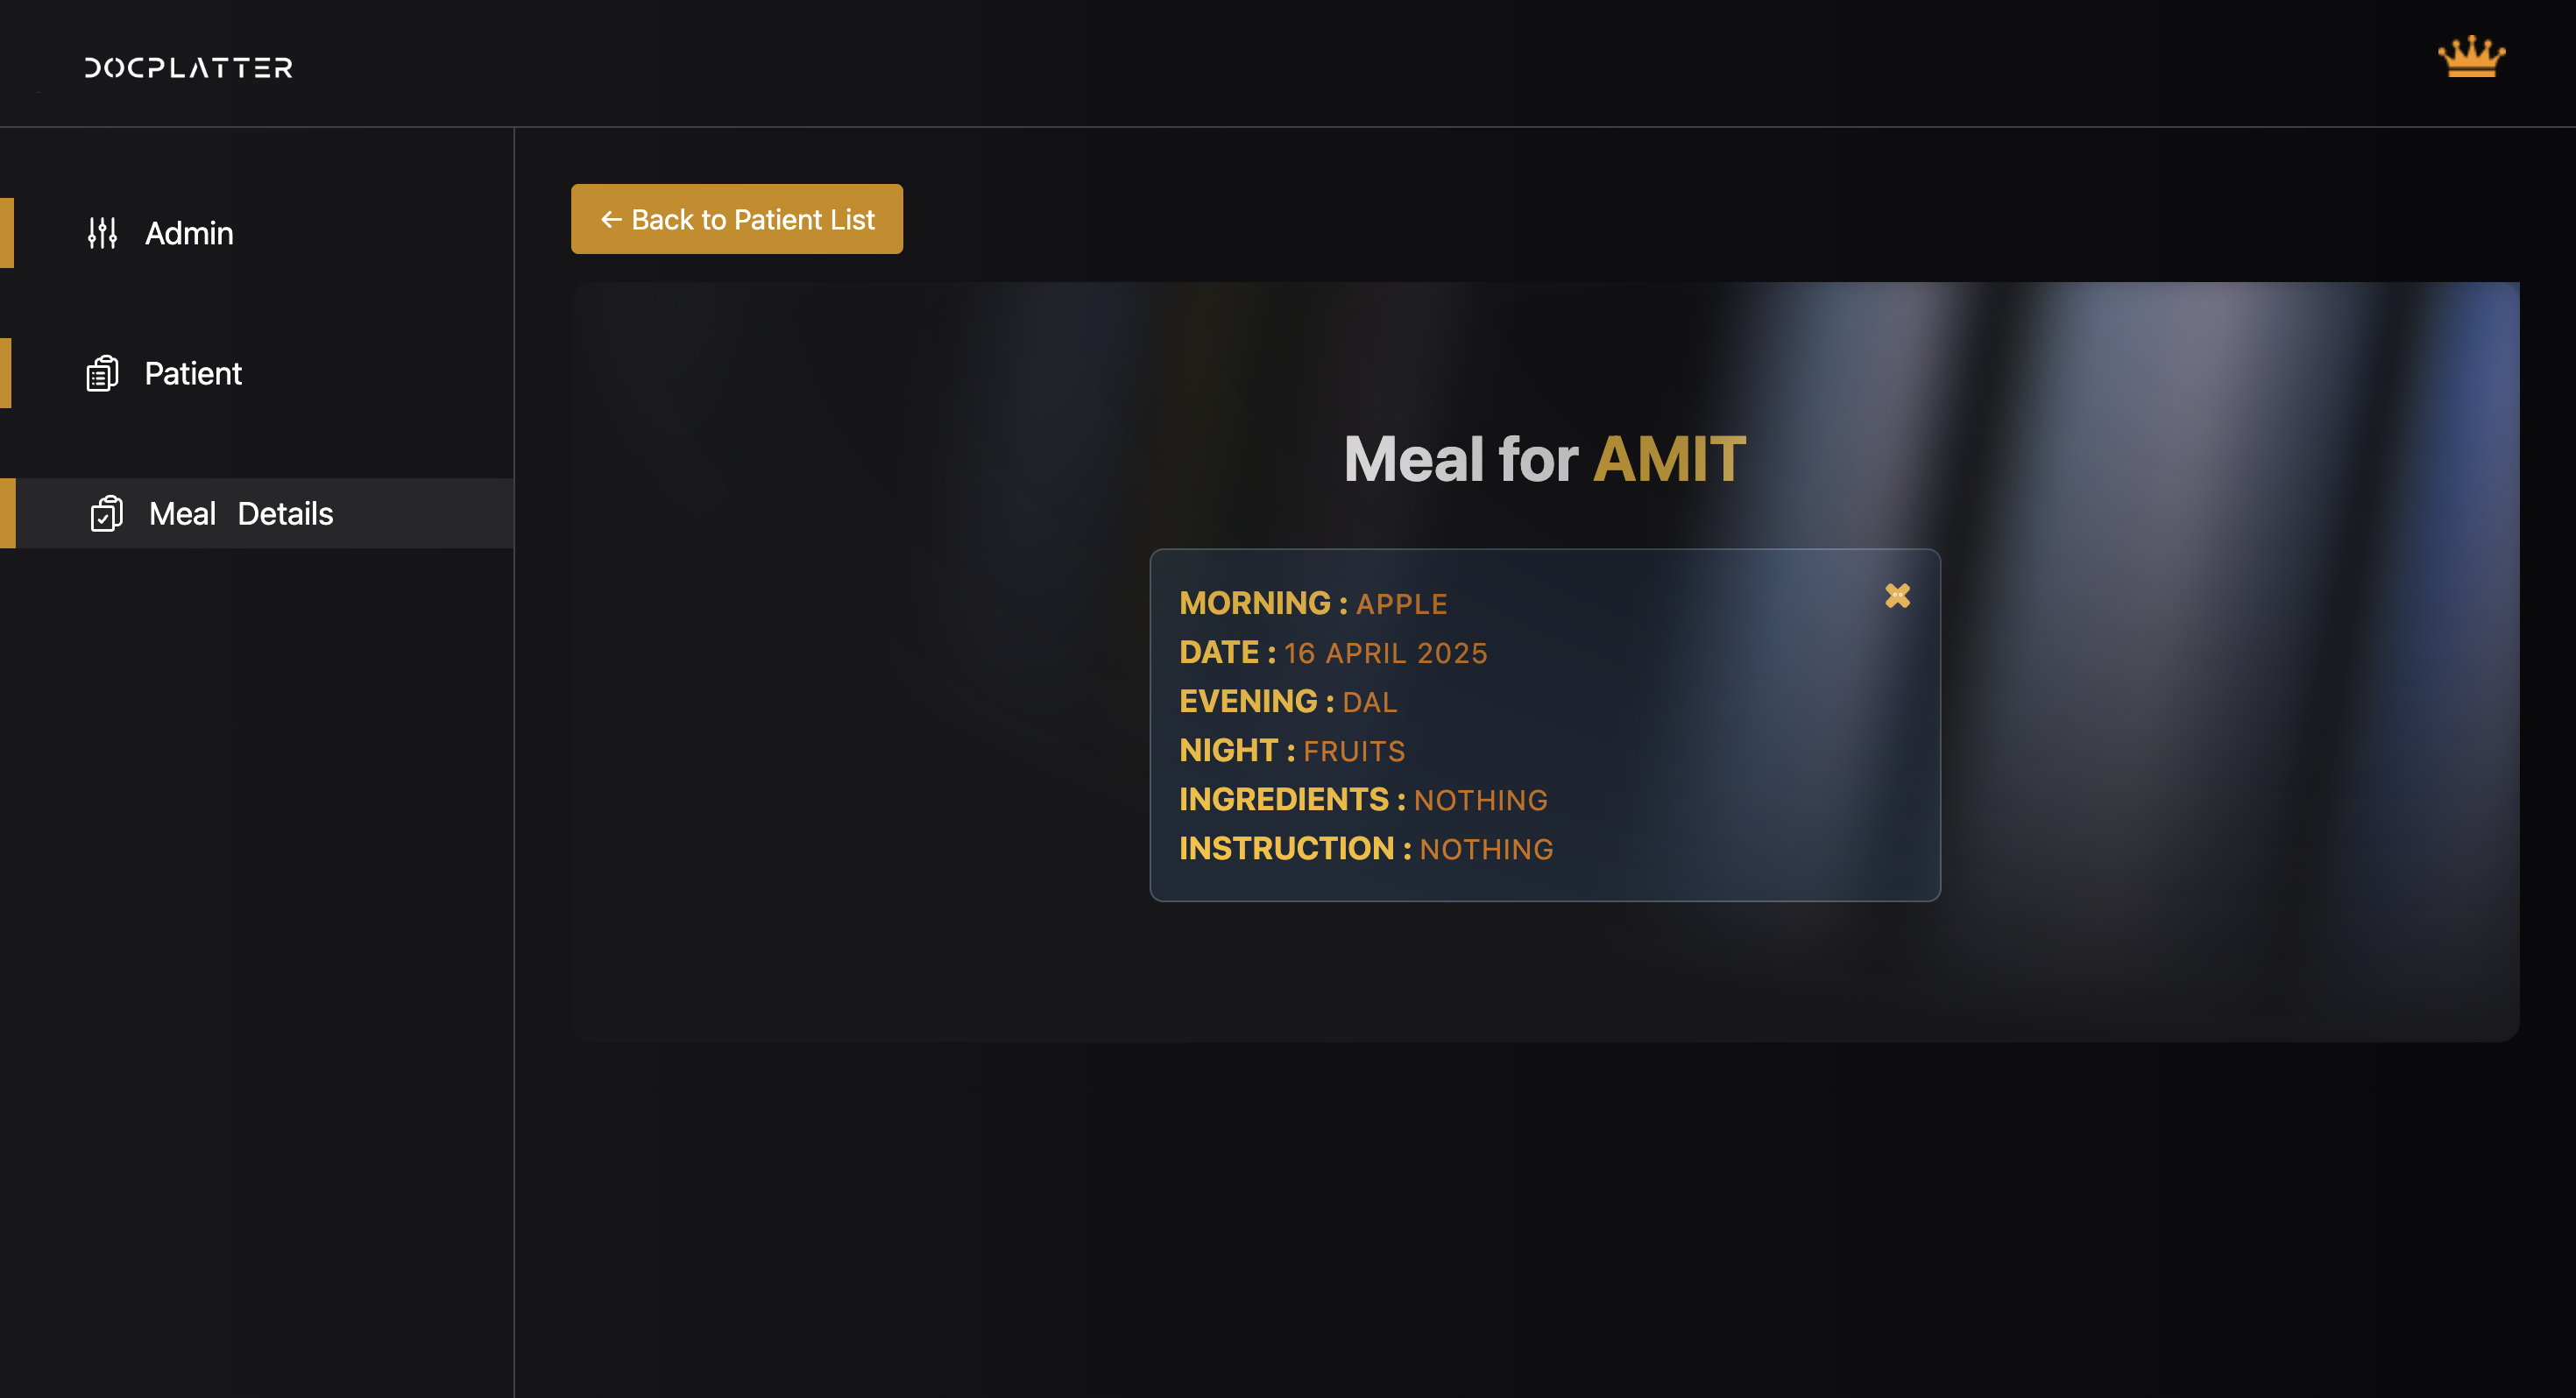 DOCPLATTER
Admin
Patient
Meal Details
← Back to Patient List
Meal for AMIT
MORNING : APPLE
DATE : 16 APRIL 2025
EVENING : DAL
NIGHT : FRUITS
INGREDIENTS : NOTHING
INSTRUCTION : NOTHING